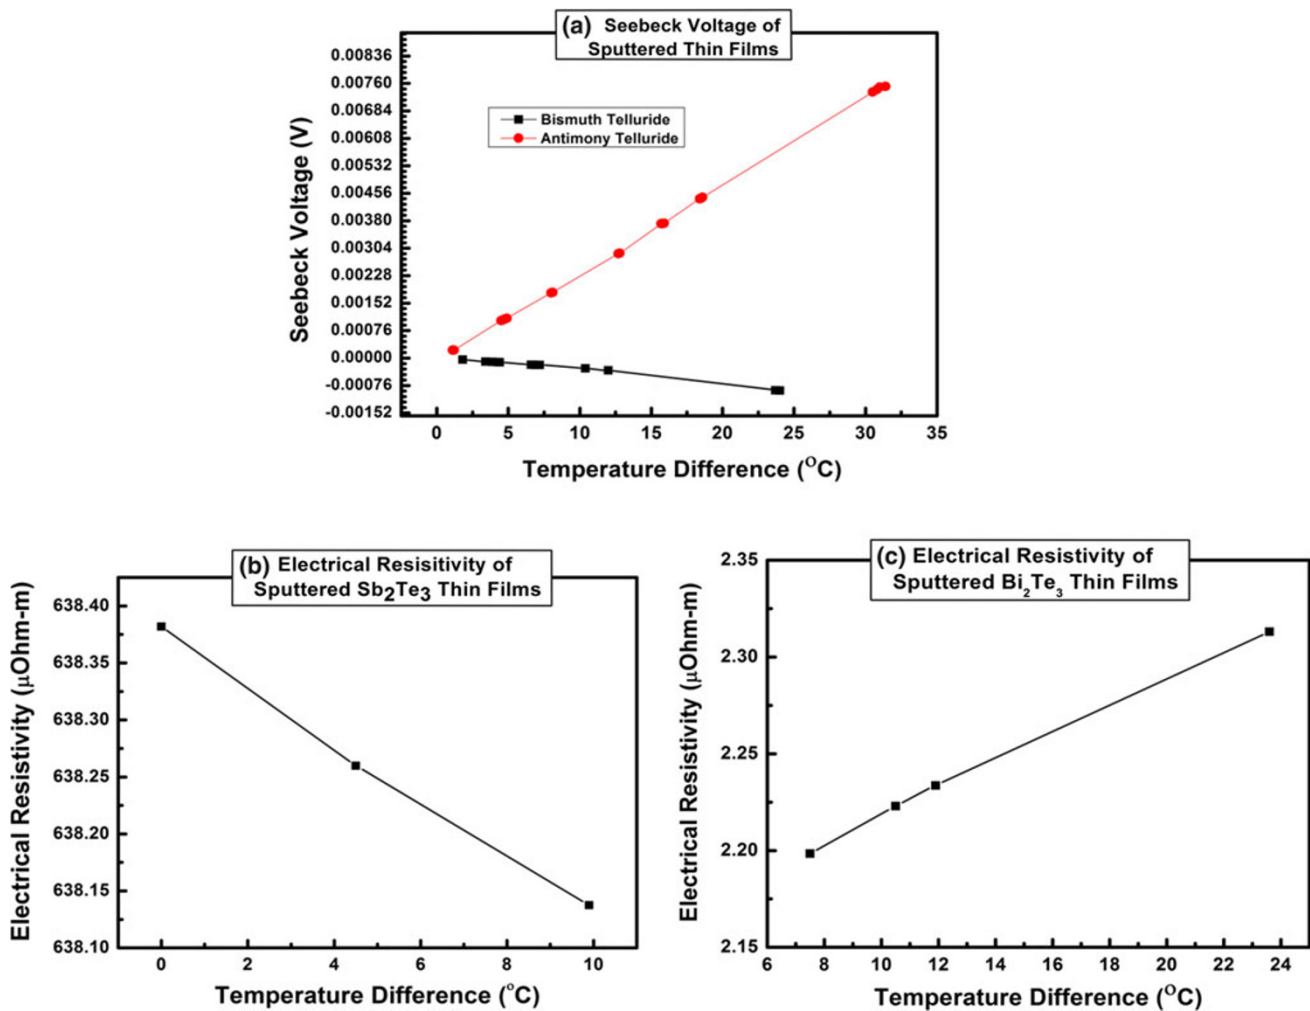 (a) Seebeck Voltage of
Sputtered Thin Films
Seebeck Voltage (V)
0.00836
0.00760
0.00684
0.00608
0.00532
0.00456
0.00380
0.00304
0.00228
0.00152
0.00076
0.00000
-0.00076
-0.00152
Bismuth Telluride
Antimony Telluride
0 5 10 15 20 25 30 35
Temperature Difference (OC)
(b) Electrical Resisitivity of
Sputtered Sb2Te3 Thin Films
Electrical Resistivity (μOhm-m)
638.40
638.35
638.30
638.25
638.20
638.15
638.10
0 2 4 6 8 10
Temperature Difference (°C)
(c) Electrical Resistivity of
Sputtered Bi2Te3 Thin Films
Electrical Resistivity (μOhm-m)
2.35
2.30
2.25
2.20
2.15
6 8 10 12 14 16 18 20 22 24
Temperature Difference (OC)